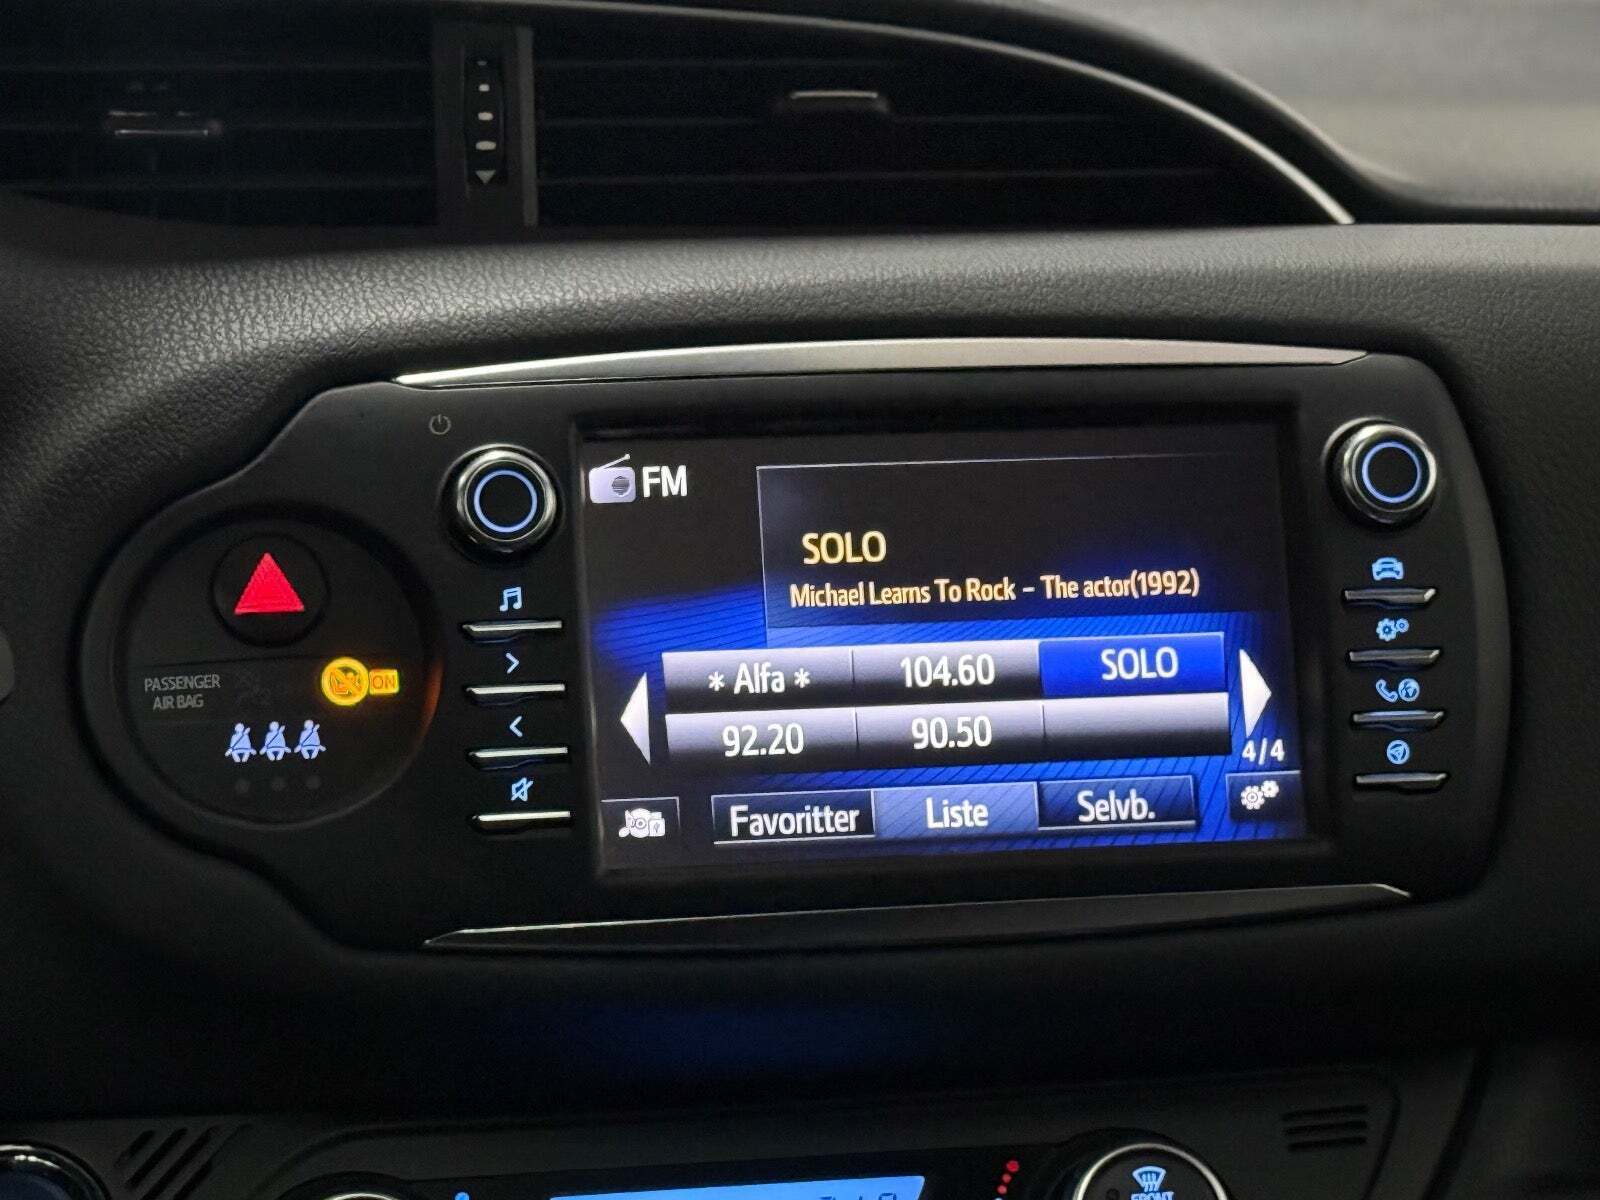 FM
SOLO
Michael Learns To Rock - The actor(1992)
* Alfa * 104.60 SOLO
92.20 90.50
4/4
Favoritter Liste Selvb.
PASSENGER
AIR BAG
ON
FRONT